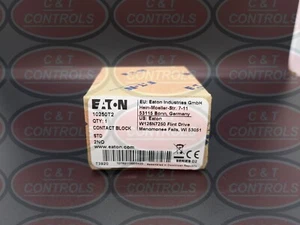 C&T CONTROLS
EATON
10250T2
QTY: 1
CONTACT BLOCK
STD
2NO
www.eaton.com
EU: Eaton Industries GmbH
Hein-Moeller-Str. 7-11
53115 Bonn, Germany
US: Eaton
W126N7250 Flint Drive
Menomonee Falls, WI 53051